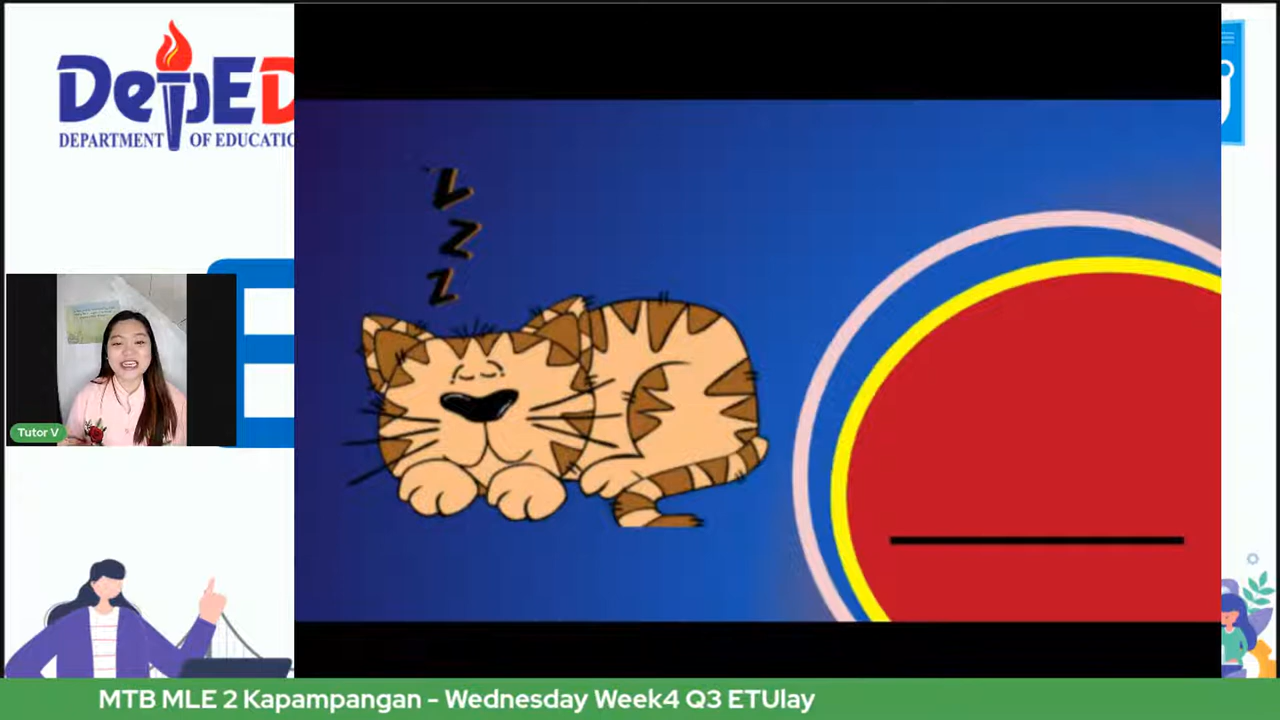 DepED
DEPARTMENT OF EDUCATIO
Z
Z
Z
Tutor V
MTB MLE 2 Kapampangan - Wednesday Week4 Q3 ETUlay